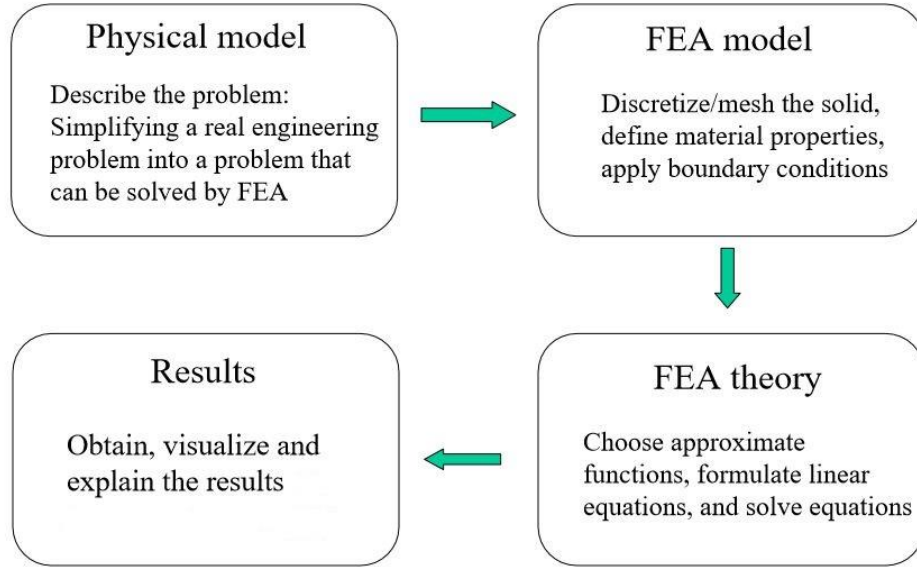 Physical model
Describe the problem:
Simplifying a real engineering
problem into a problem that
can be solved by FEA
FEA model
Discretize/mesh the solid,
define material properties,
apply boundary conditions
FEA theory
Choose approximate
functions, formulate linear
equations, and solve equations
Results
Obtain, visualize and
explain the results